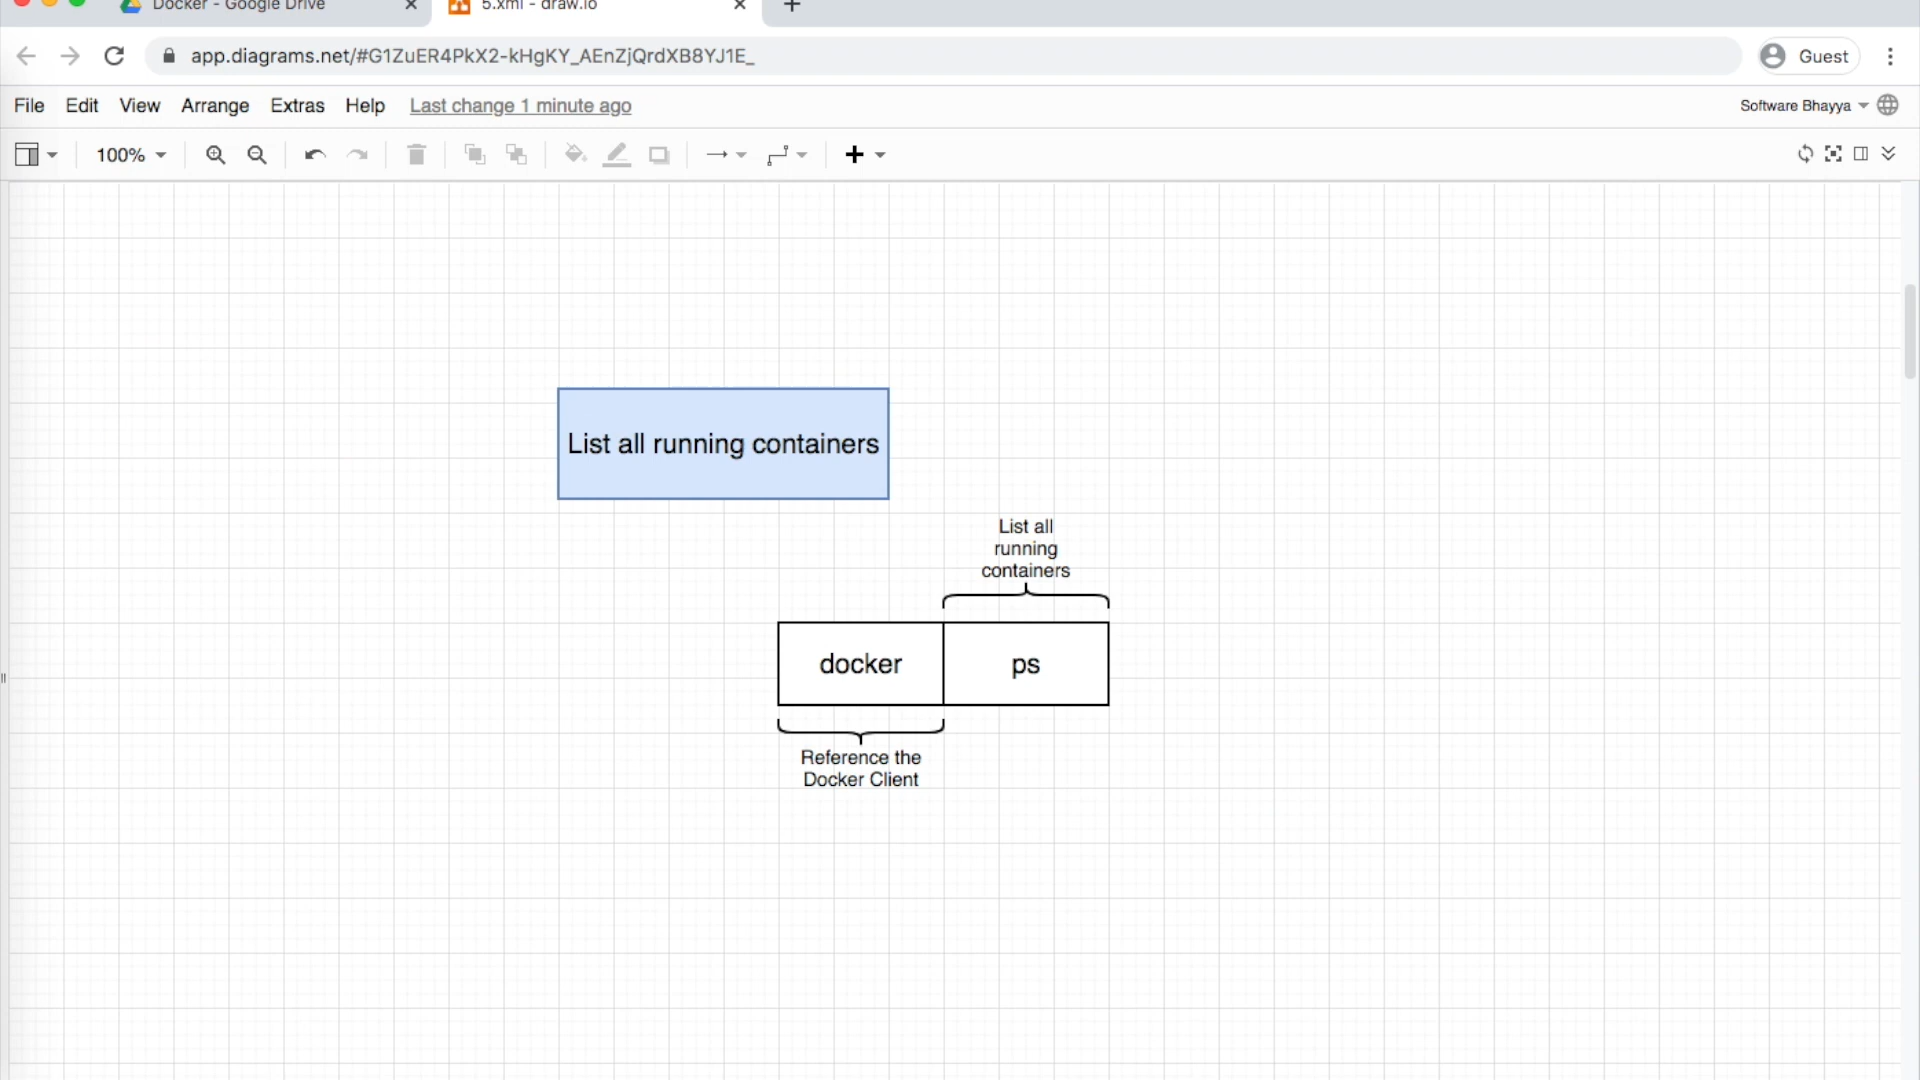 Docker - Google Drive
5.xml - draw.io
app.diagrams.net/#G1ZuER4PkX2-kHgKY_AEnZjQrdXB8YJ1E_
Guest
File Edit View Arrange Extras Help Last change 1 minute ago
Software Bhayya
100%
List all running containers
List all
running
containers
docker
ps
Reference the
Docker Client